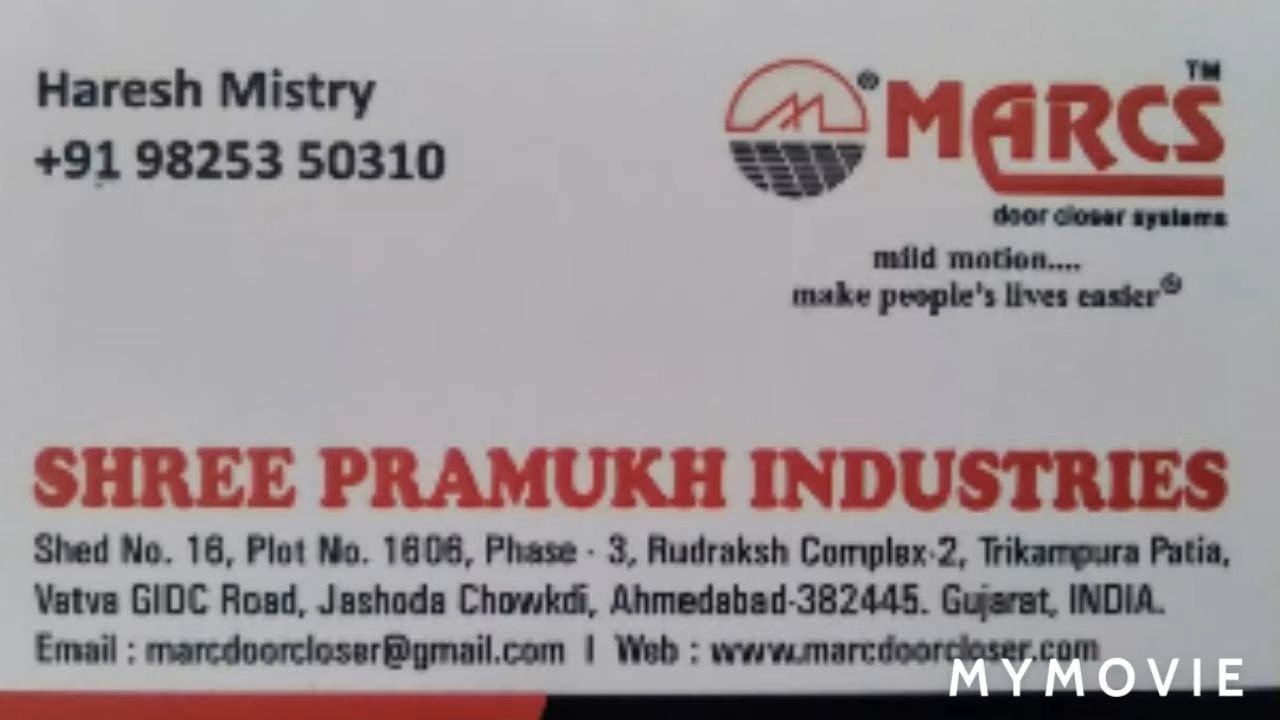 Haresh Mistry
+91 98253 50310
® MARCS™
door closer systems
mild motion....
make people's lives easier®
SHREE PRAMUKH INDUSTRIES
Shed No. 16, Plot No. 1606, Phase - 3, Rudraksh Complex-2, Trikampura Patia,
Vatva GIDC Road, Jashoda Chowkdi, Ahmedabad-382445. Gujarat, INDIA.
Email : marcdoorcloser@gmail.com | Web : www.marcdoorcloser.com
MYMOVIE